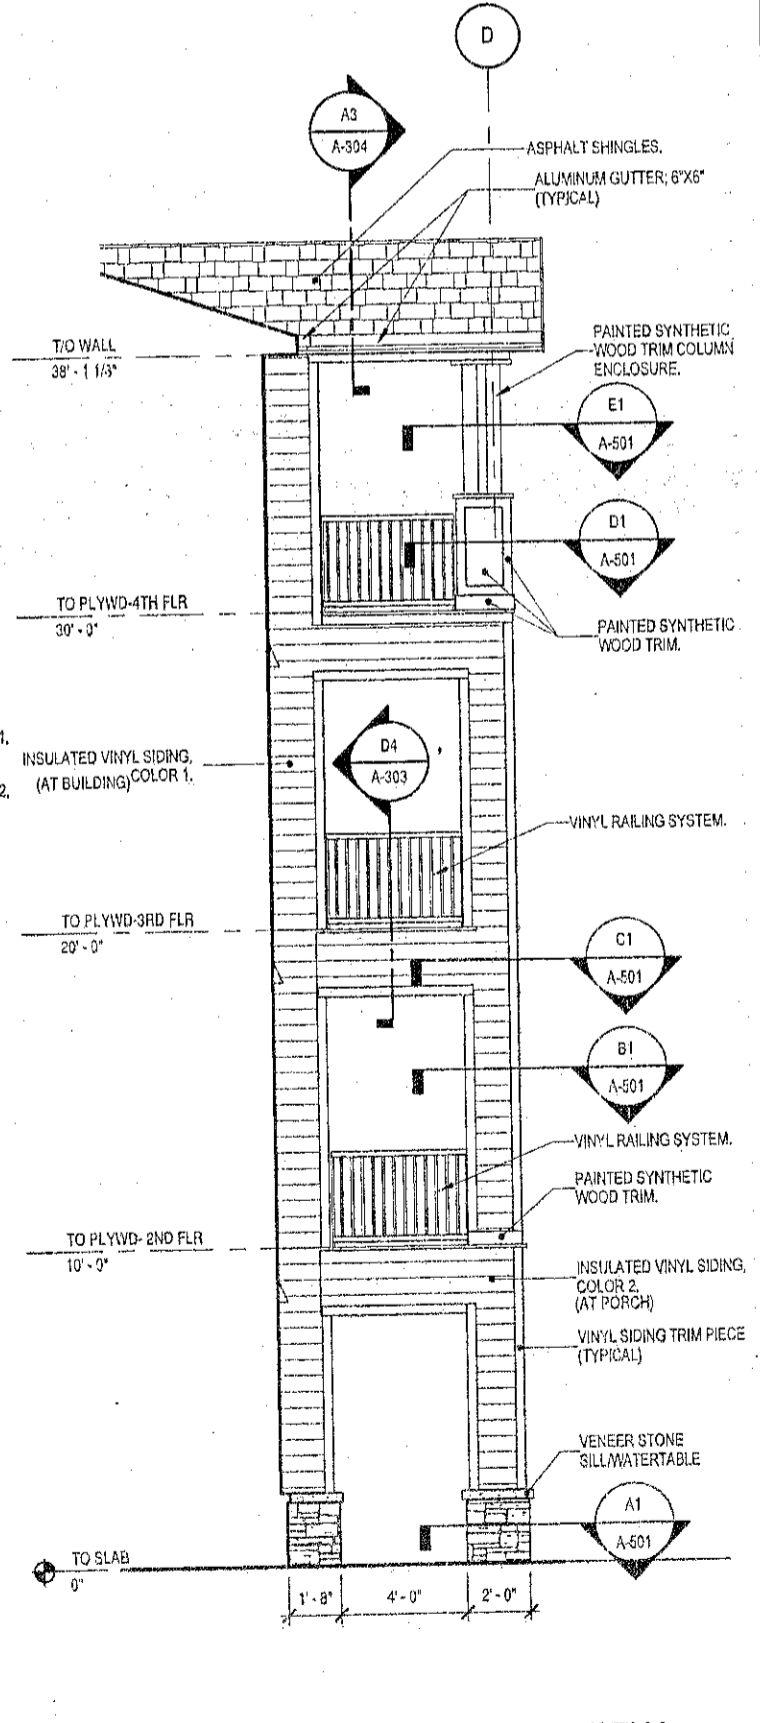 D
A3
A-304
ASPHALT SHINGLES.
ALUMINUM GUTTER; 6"X6"
(TYPICAL)
T/O WALL
38' - 1 1/8"
PAINTED SYNTHETIC
WOOD TRIM COLUMN
ENCLOSURE.
E1
A-501
D1
A-501
TO PLYWD-4TH FLR
30' - 0"
PAINTED SYNTHETIC
WOOD TRIM.
1.
INSULATED VINYL SIDING,
(AT BUILDING) COLOR 1.
2.
D4
A-303
VINYL RAILING SYSTEM.
TO PLYWD-3RD FLR
20' - 0"
C1
A-501
B1
A-501
VINYL RAILING SYSTEM.
PAINTED SYNTHETIC
WOOD TRIM.
TO PLYWD- 2ND FLR
10' - 0"
INSULATED VINYL SIDING,
COLOR 2,
(AT PORCH)
VINYL SIDING TRIM PIECE
(TYPICAL)
VENEER STONE
SILL/WATERTABLE
A1
A-501
TO SLAB
0"
1' - 8" 4' - 0" 2' - 0"